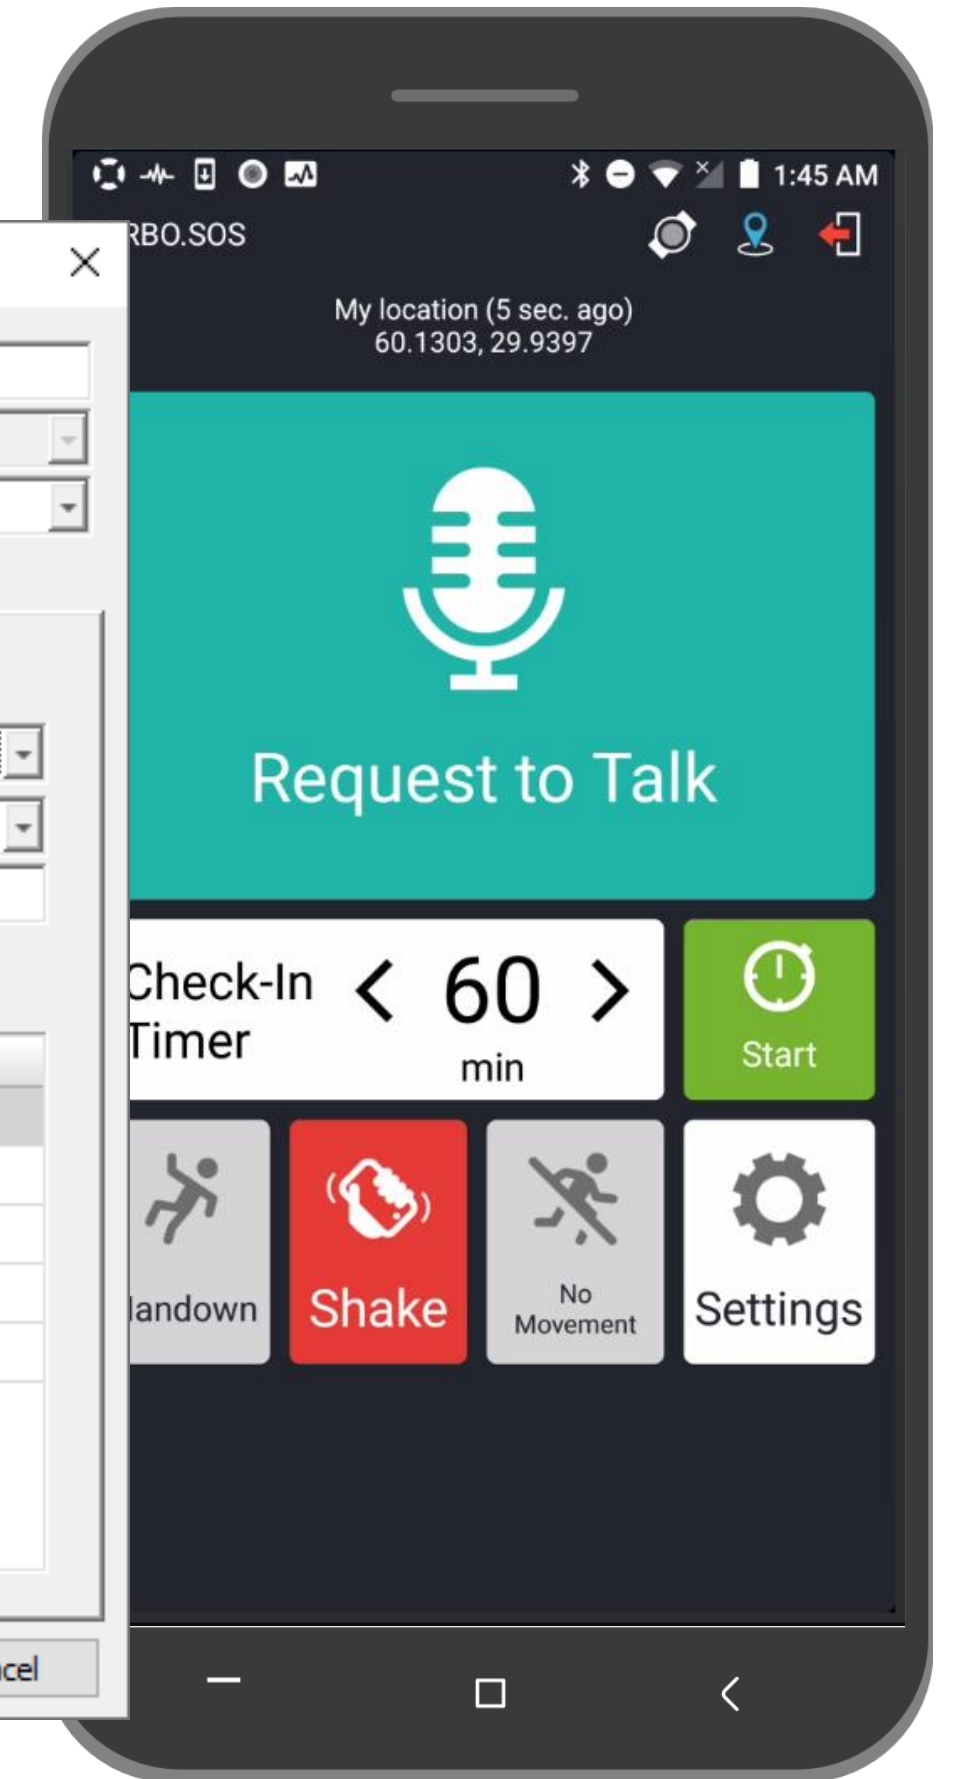 1:45 AM
RBO.SOS
My location (5 sec. ago)
60.1303, 29.9397
Request to Talk
Check-In
Timer
60
min
Start
andown
Shake
No
Movement
Settings
cel